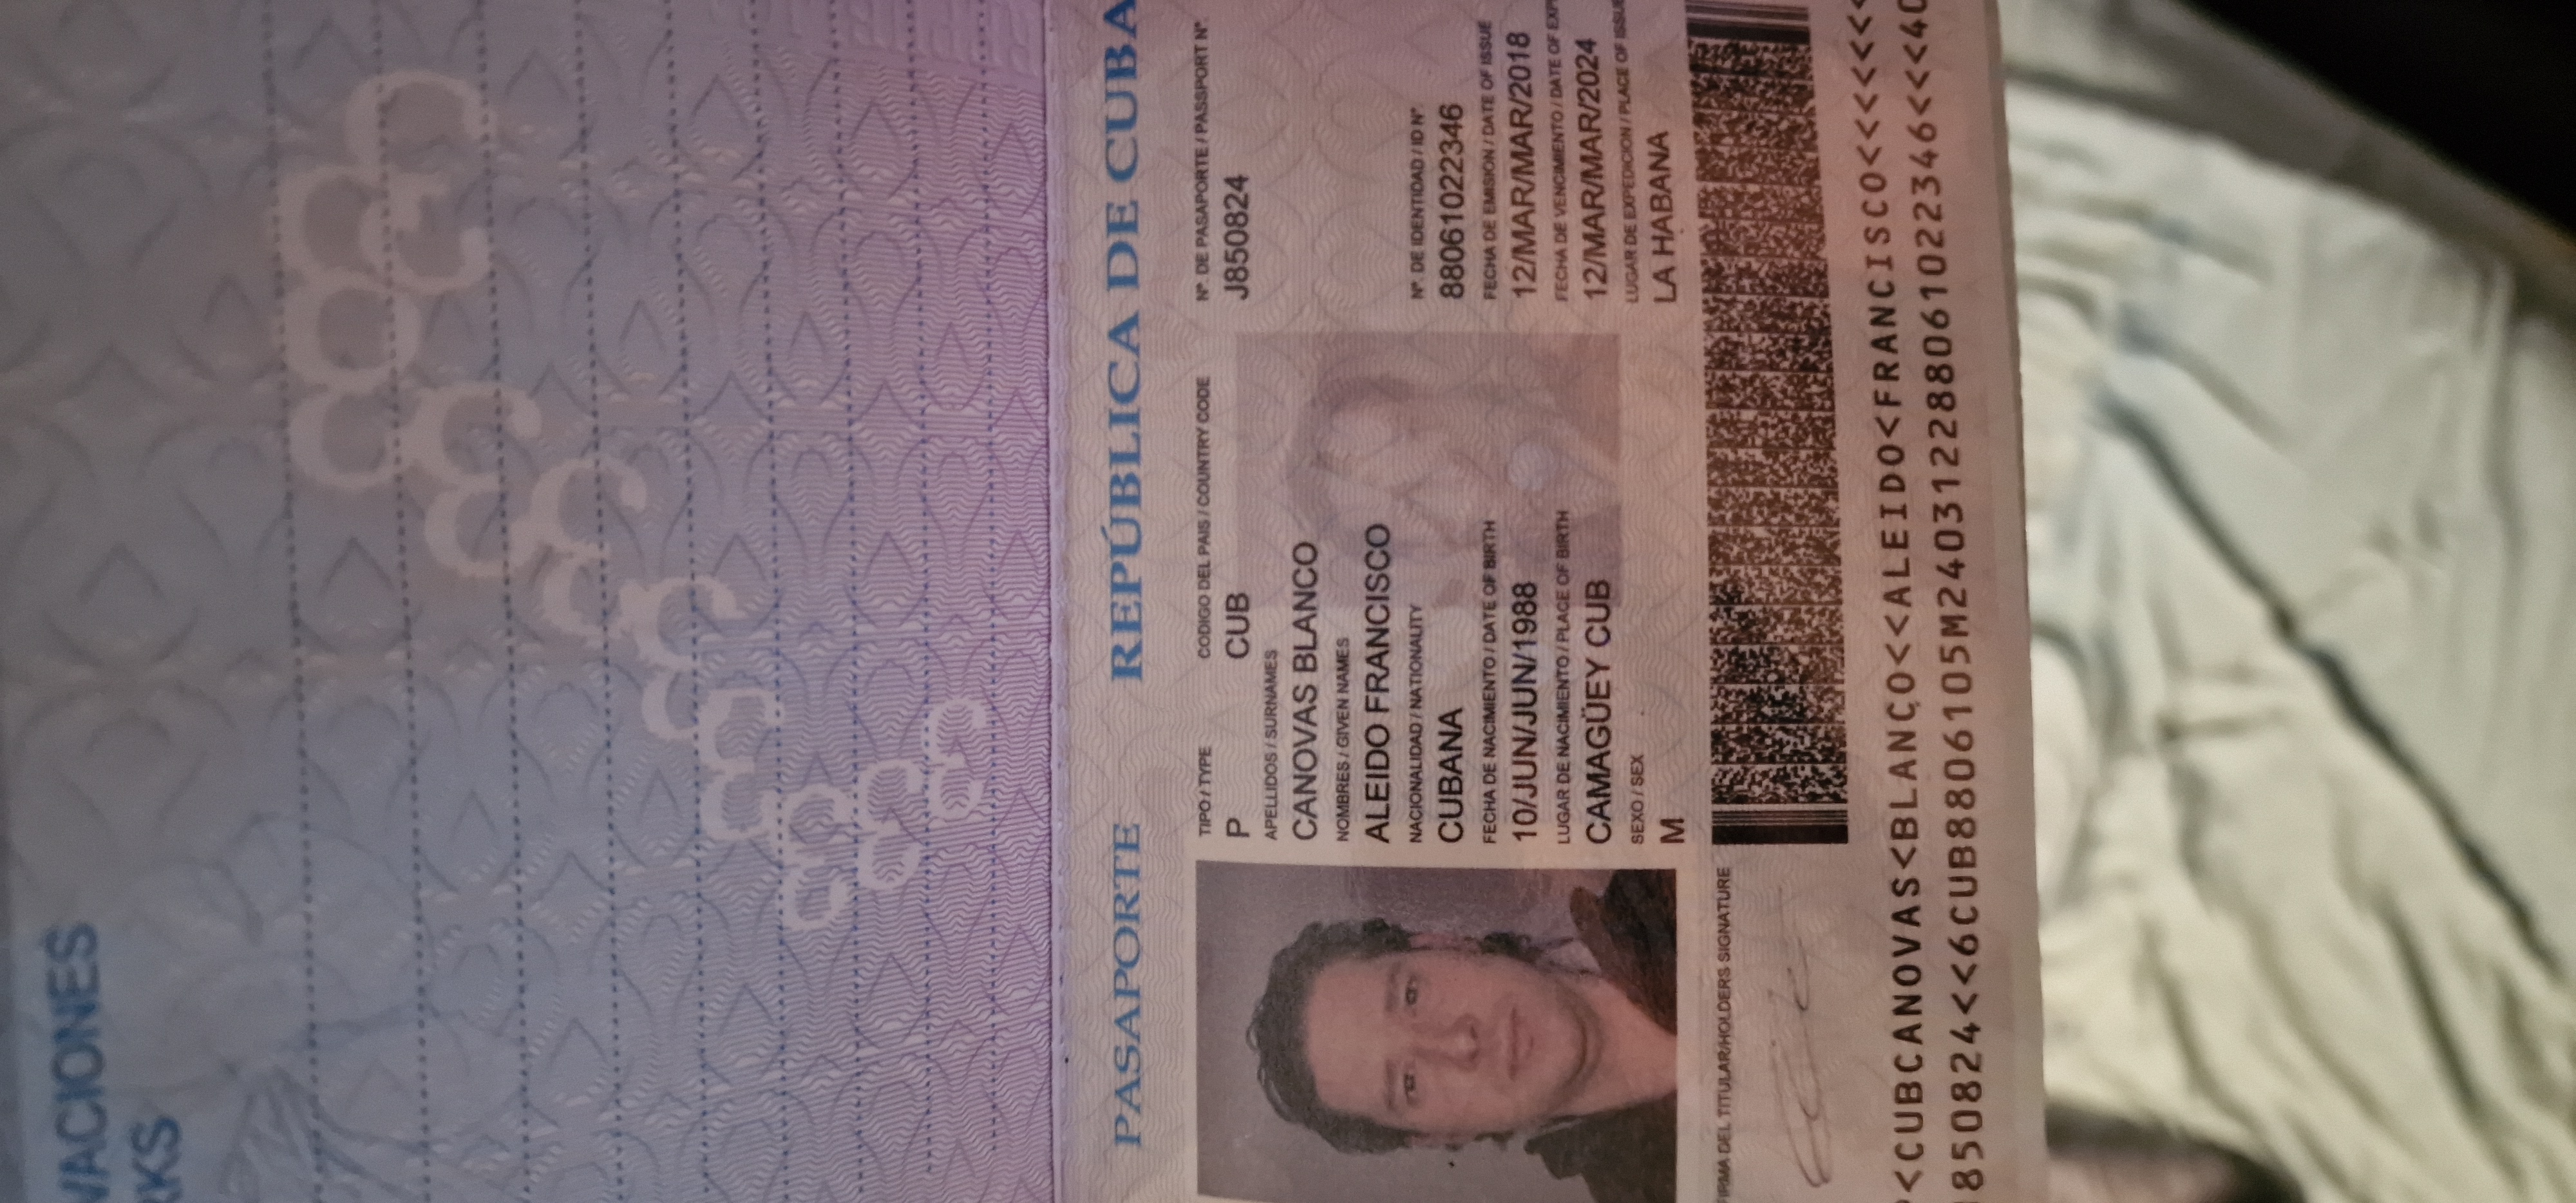 VACIONES
RKS
PASAPORTE REPÚBLICA DE CUBA
TIPO / TYPE CODIGO DEL PAIS / COUNTRY CODE Nº. DE PASAPORTE / PASSPORT Nº.
P CUB J850824
APELLIDOS / SURNAMES
CANOVAS BLANCO
NOMBRES / GIVEN NAMES
ALEIDO FRANCISCO
NACIONALIDAD / NATIONALITY Nº. DE IDENTIDAD / ID Nº.
CUBANA 88061022346
FECHA DE NACIMIENTO / DATE OF BIRTH FECHA DE EMISION / DATE OF ISSUE
10/JUN/JUN/1988 12/MAR/MAR/2018
LUGAR DE NACIMIENTO / PLACE OF BIRTH FECHA DE VENCIMIENTO / DATE OF EXP
CAMAGÜEY CUB 12/MAR/MAR/2024
SEXO / SEX LUGAR DE EXPEDICION / PLACE OF ISSUE
M LA HABANA
FIRMA DEL TITULAR/HOLDERS SIGNATURE
P<CUBCANOVAS<BLANCO<<ALEIDO<FRANCISCO<<<<<<<
J850824<<6CUB8806105M24031228806102​2346<<<40